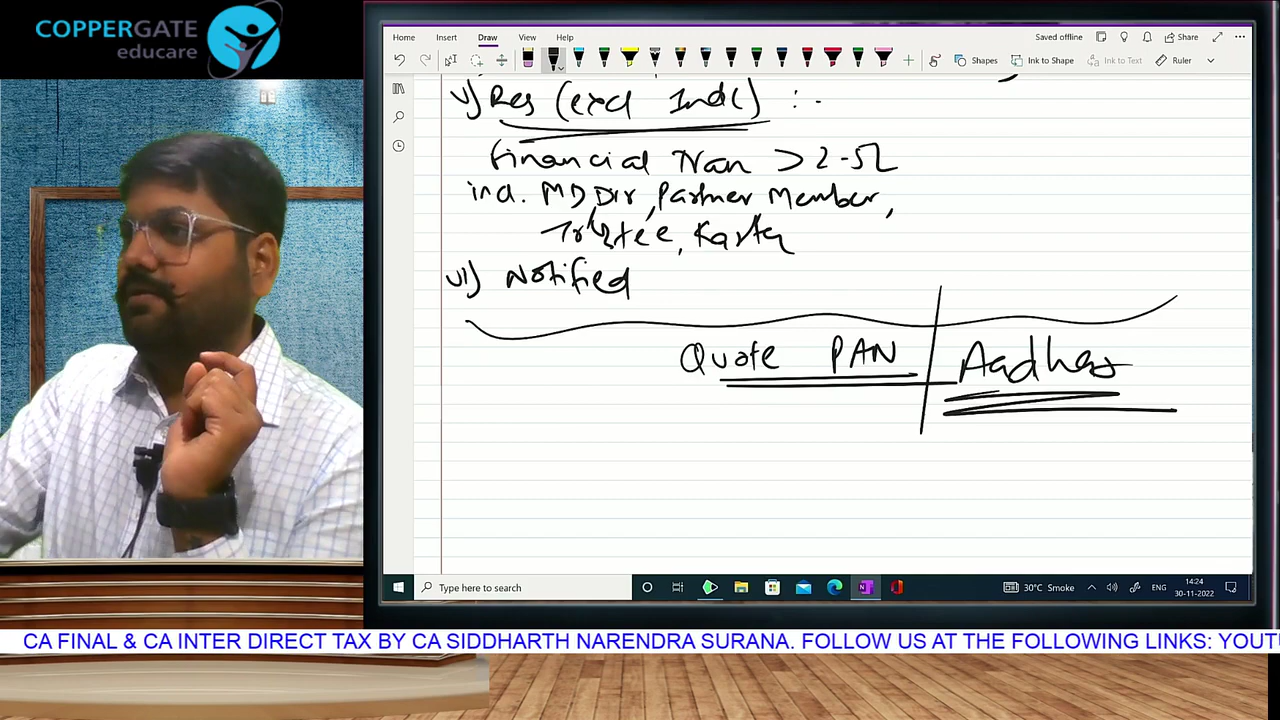 COPPERGATE
educare
Home Insert Draw View Help
Saved offline
Share
Shapes
Ink to Shape
Ink to Text
Ruler
v) Res (excl Indl) :-
Financial Tran > 2.5L
incl. MD, Dir, Partner Member,
Trustee, Karta
vi) Notified
Quote PAN
Aadhar
Type here to search
30°C Smoke
ENG
14:24
30-11-2022
CA FINAL & CA INTER DIRECT TAX BY CA SIDDHARTH NARENDRA SURANA. FOLLOW US AT THE FOLLOWING LINKS: YOUT